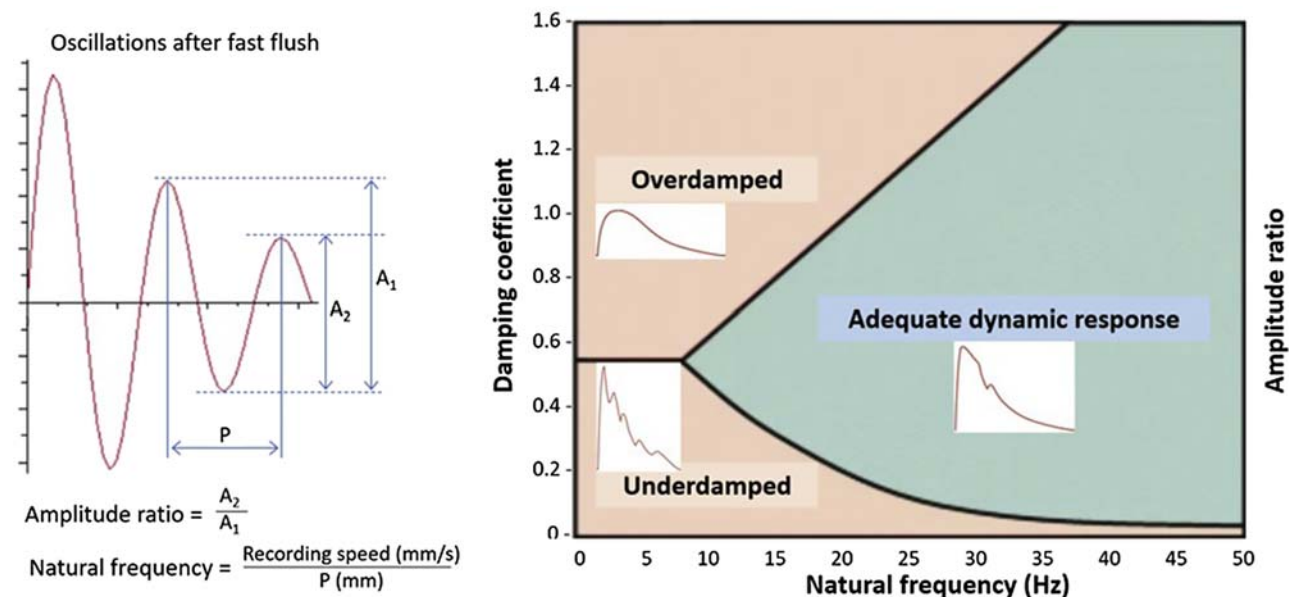 Oscillations after fast flush
A1
A2
P
Amplitude ratio = A2
A1
Natural frequency = Recording speed (mm/s)
P (mm)
1.6
1.4
1.2
1.0
0.8
0.6
0.4
0.2
0
Damping coefficient
Overdamped
Adequate dynamic response
Underdamped
Amplitude ratio
0 5 10 15 20 25 30 35 40 45 50
Natural frequency (Hz)